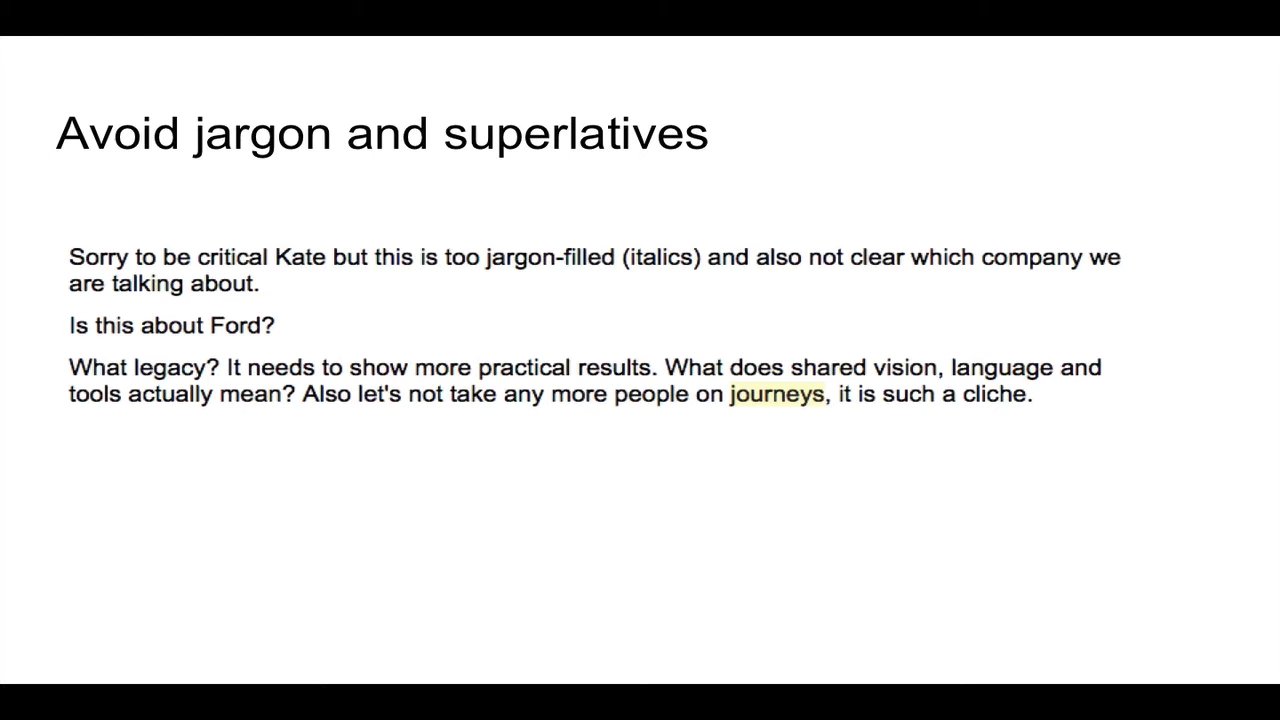 Avoid jargon and superlatives
Sorry to be critical Kate but this is too jargon-filled (italics) and also not clear which company we
are talking about.
Is this about Ford?
What legacy? It needs to show more practical results. What does shared vision, language and
tools actually mean? Also let's not take any more people on journeys, it is such a cliche.